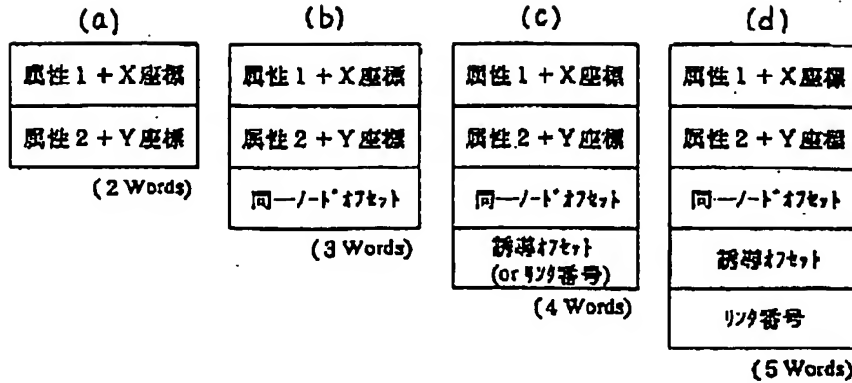 (a)
属性1+X座標
属性2+Y座標
(2 Words)
(b)
属性1+X座標
属性2+Y座標
同一ノードオフセット
(3 Words)
(c)
属性1+X座標
属性2+Y座標
同一ノードオフセット
誘導オフセット
(or リンク番号)
(4 Words)
(d)
属性1+X座標
属性2+Y座標
同一ノードオフセット
誘導オフセット
リンク番号
(5 Words)